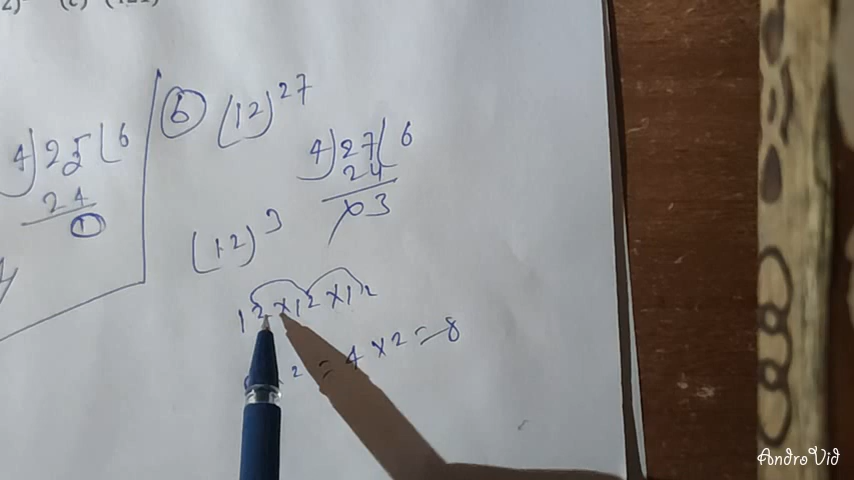 4)25(6
24
1
b (12)^27
4)27(6
24
03
(12)^3
12×12×12
2 = 4×2=8
AndroVid